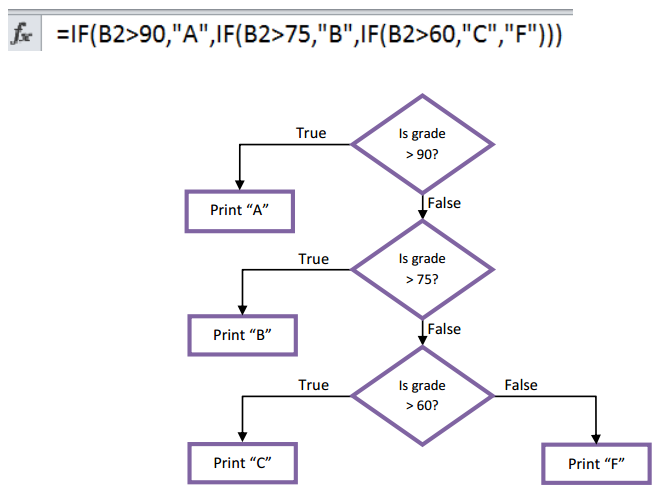 fx =IF(B2>90,"A",IF(B2>75,"B",IF(B2>60,"C","F")))
True
Is grade
> 90?
Print “A”
False
True
Is grade
> 75?
Print “B”
False
True
Is grade
> 60?
False
Print “C”
Print “F”